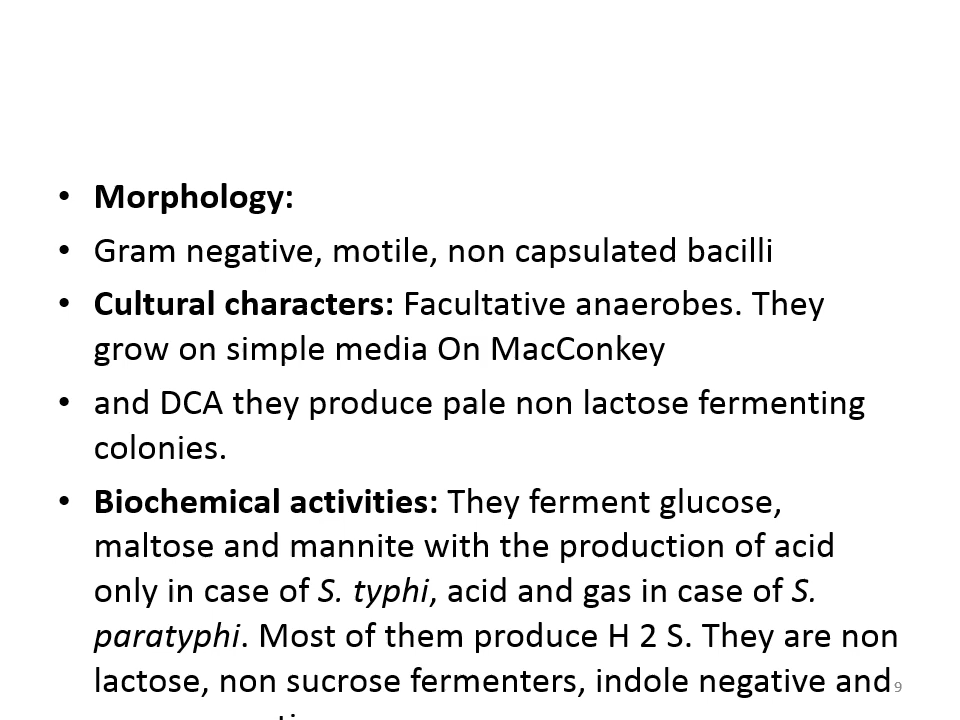 • Morphology:
• Gram negative, motile, non capsulated bacilli
• Cultural characters: Facultative anaerobes. They
grow on simple media On MacConkey
• and DCA they produce pale non lactose fermenting
colonies.
• Biochemical activities: They ferment glucose,
maltose and mannite with the production of acid
only in case of S. typhi, acid and gas in case of S.
paratyphi. Most of them produce H 2 S. They are non
lactose, non sucrose fermenters, indole negative and
9